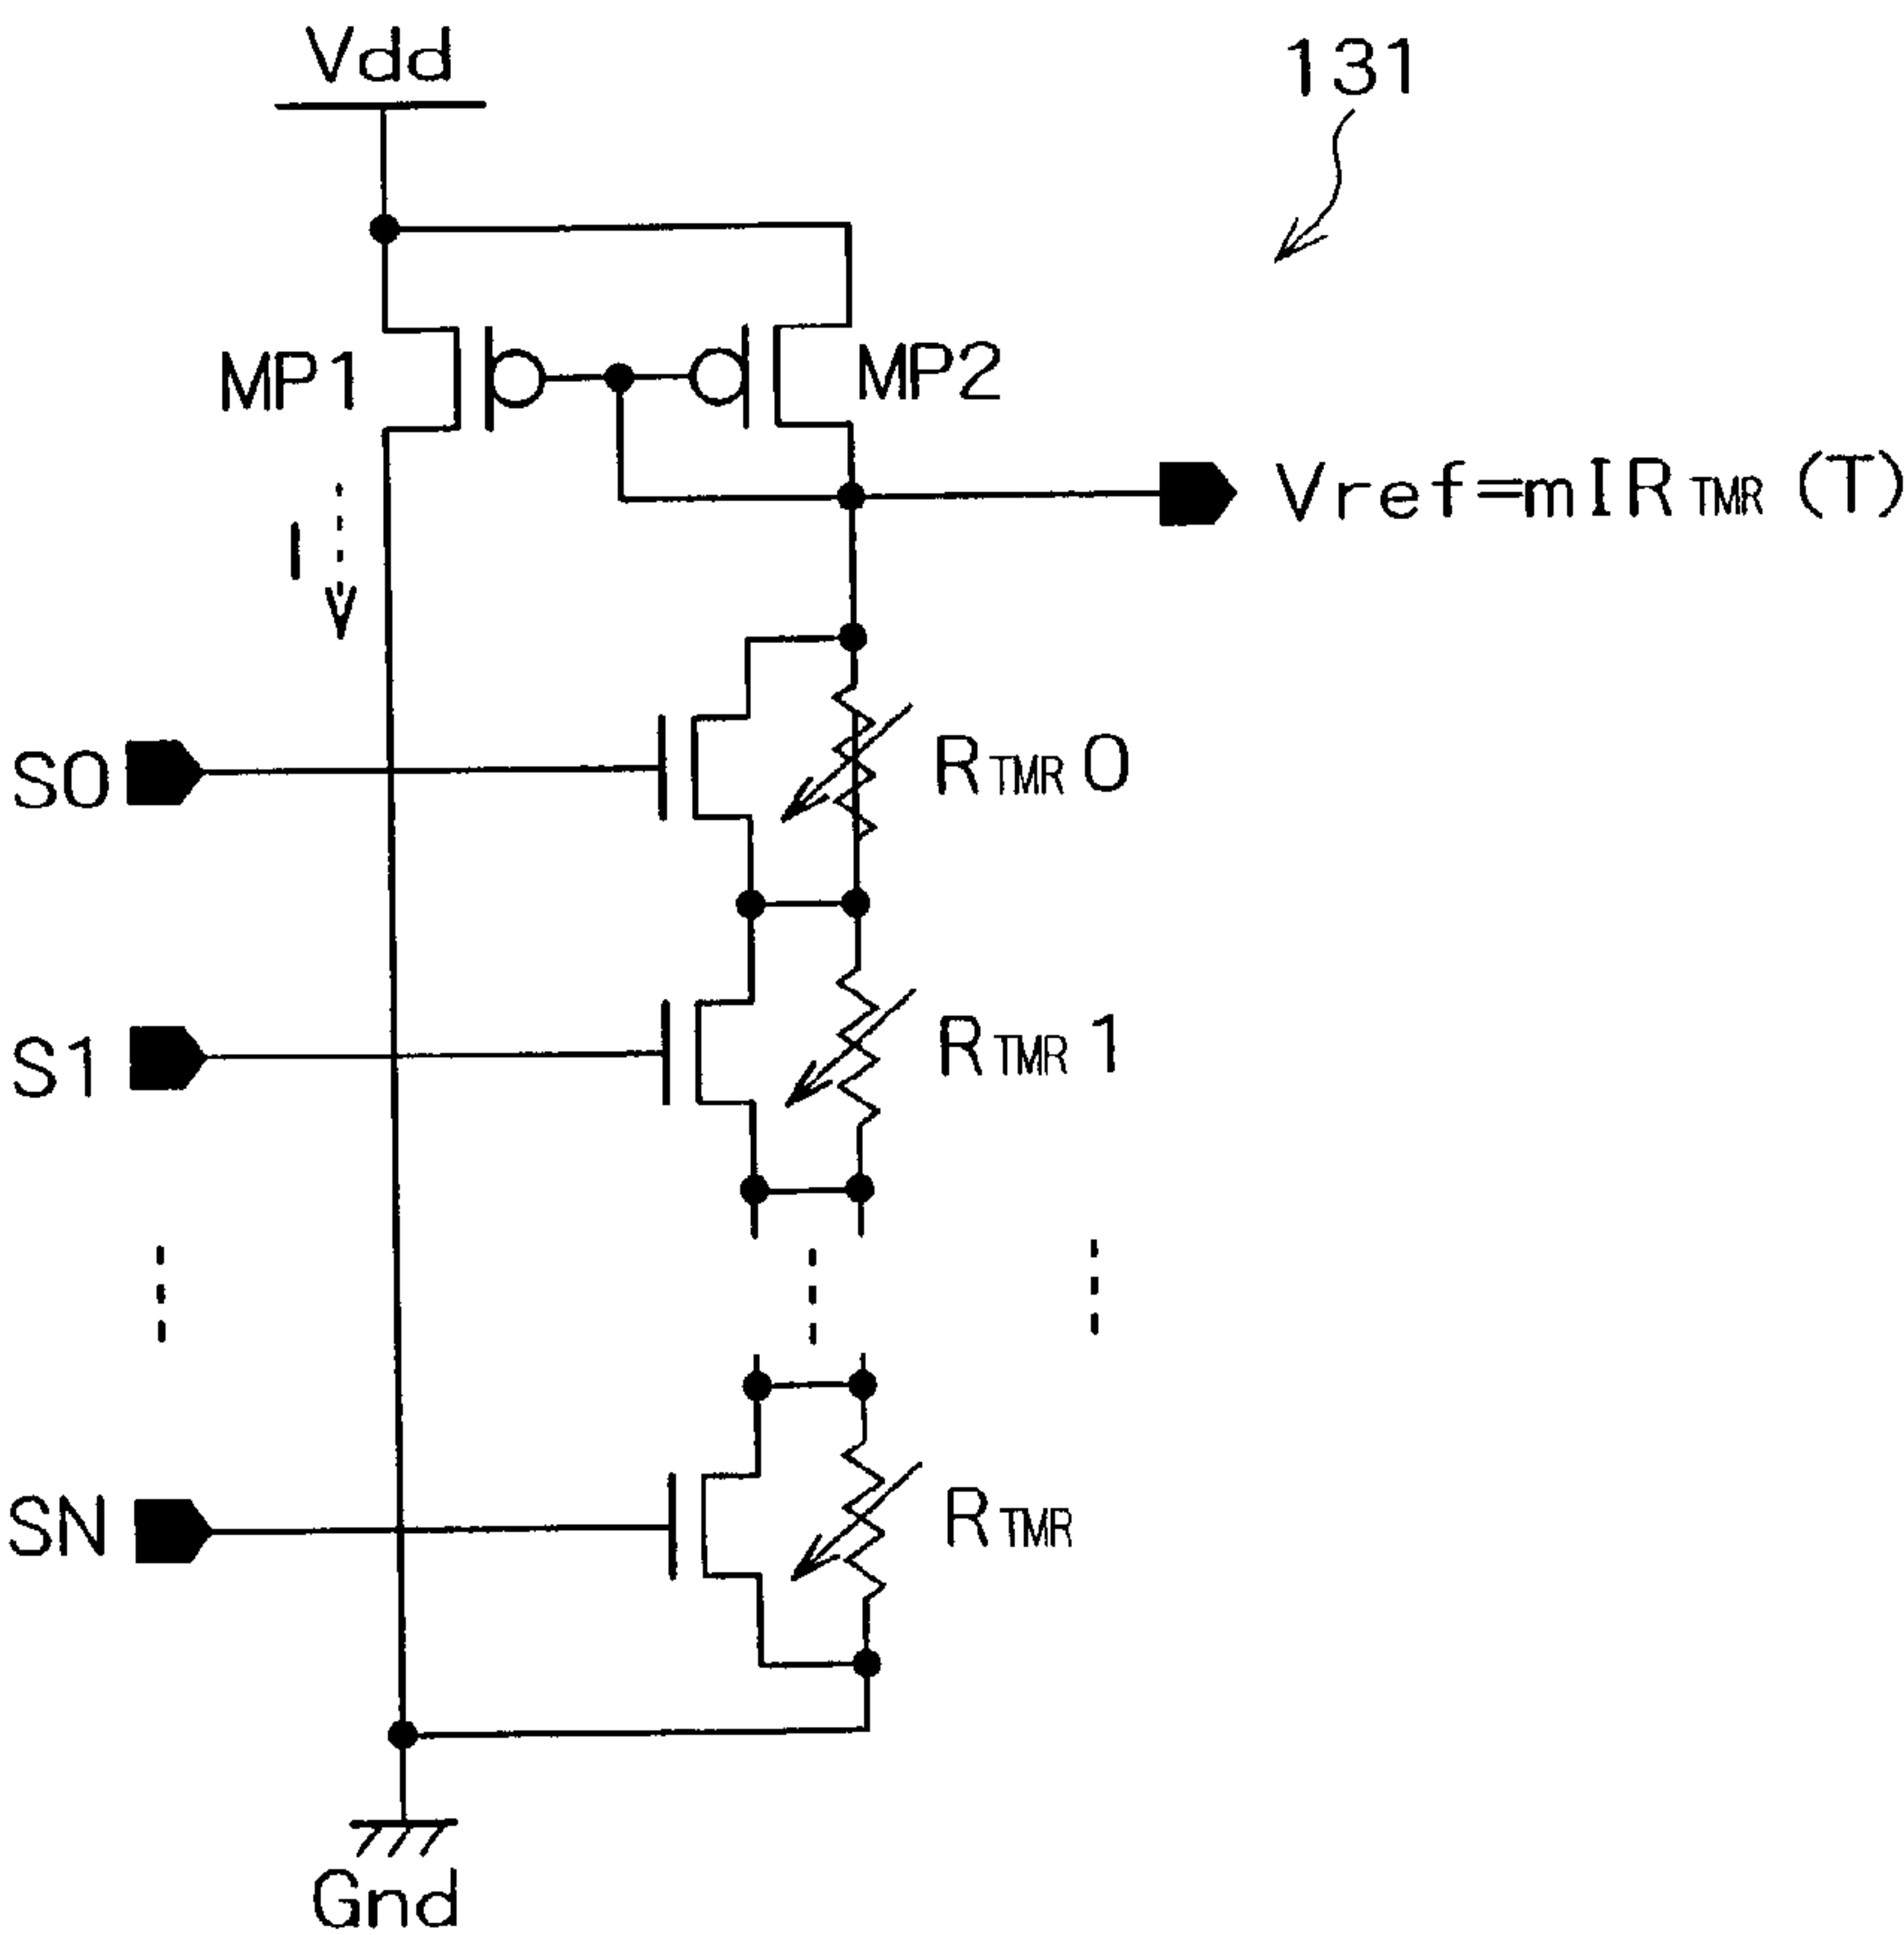 Vdd
131
MP1
MP2
Vref=mIRTMR(T)
I
S0
RTMR0
S1
RTMR1
SN
RTMR
Gnd